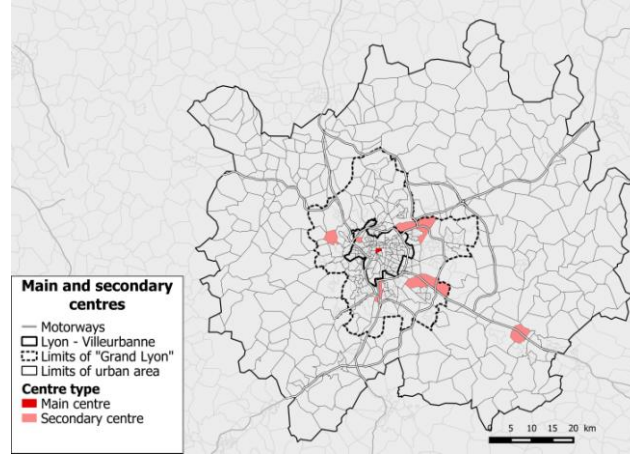 Main and secondary
centres
Motorways
Lyon - Villeurbanne
Limits of "Grand Lyon"
Limits of urban area
Centre type
Main centre
Secondary centre
0 5 10 15 20 km